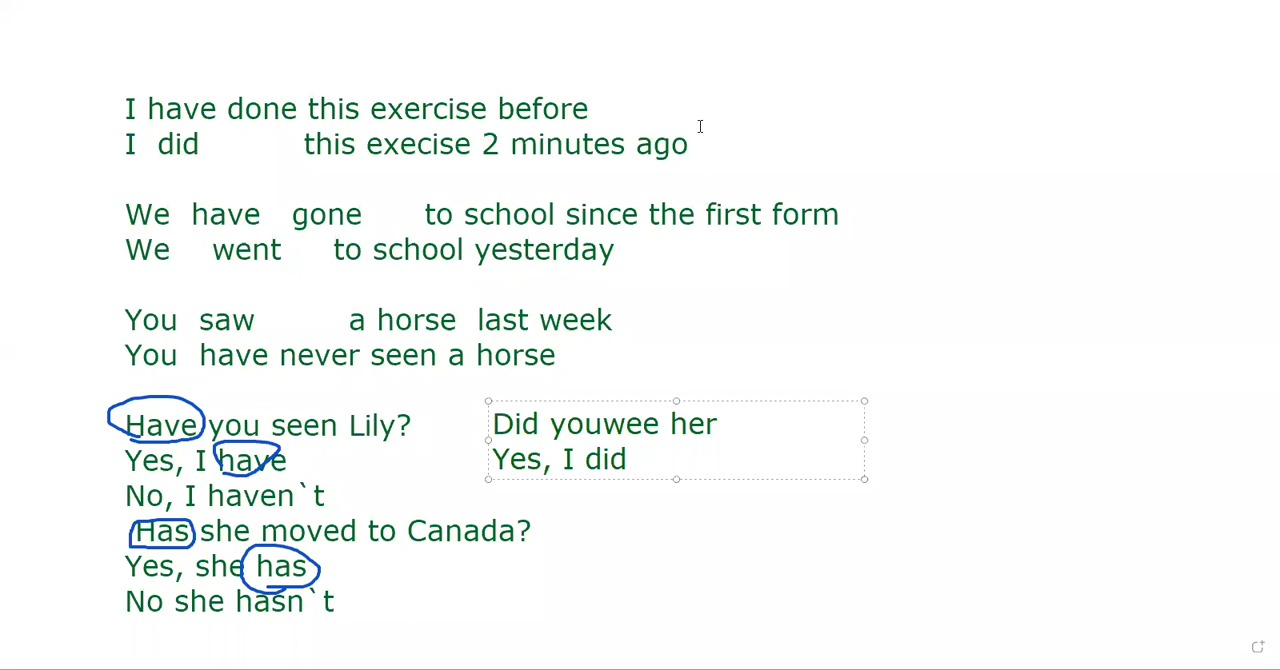 I have done this exercise before
I did this execise 2 minutes ago
We have gone to school since the first form
We went to school yesterday
You saw a horse last week
You have never seen a horse
Have you seen Lily?
Yes, I have
No, I haven`t
Has she moved to Canada?
Yes, she has
No she hasn`t
Did youwee her
Yes, I did